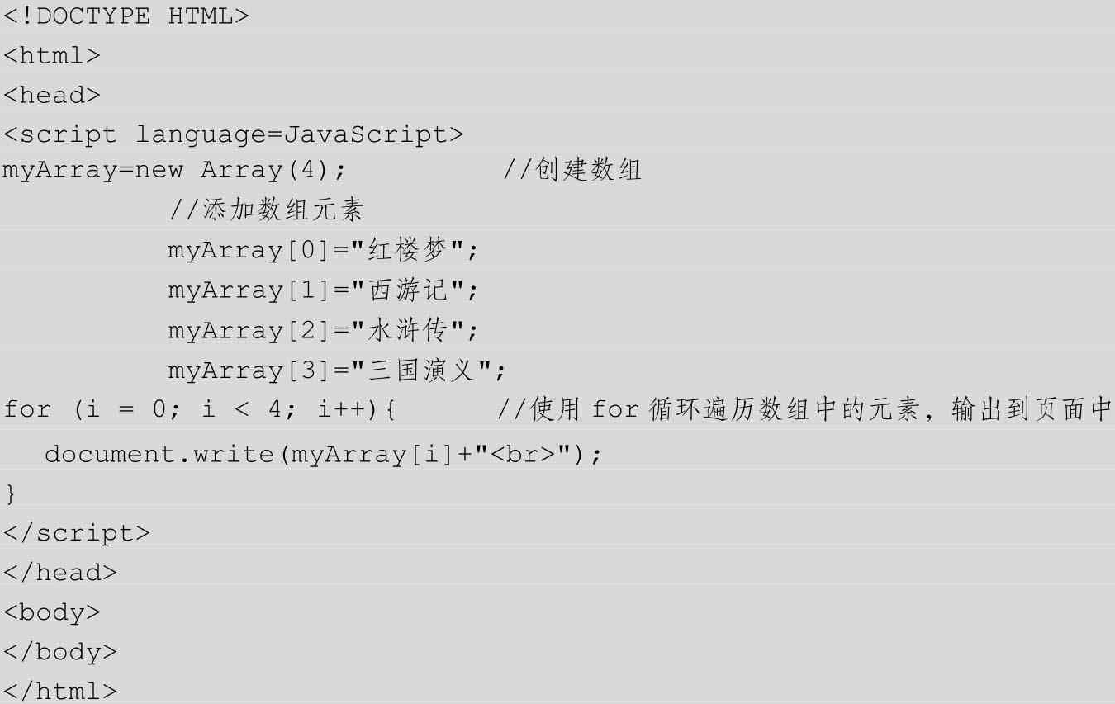 <!DOCTYPE HTML>
<html>
<head>
<script language=JavaScript>
myArray=new Array(4);          //创建数组
          //添加数组元素
          myArray[0]="红楼梦";
          myArray[1]="西游记";
          myArray[2]="水浒传";
          myArray[3]="三国演义";
for (i = 0; i < 4; i++){      //使用 for 循环遍历数组中的元素，输出到页面中
  document.write(myArray[i]+"<br>");
}
</script>
</head>
<body>
</body>
</html>